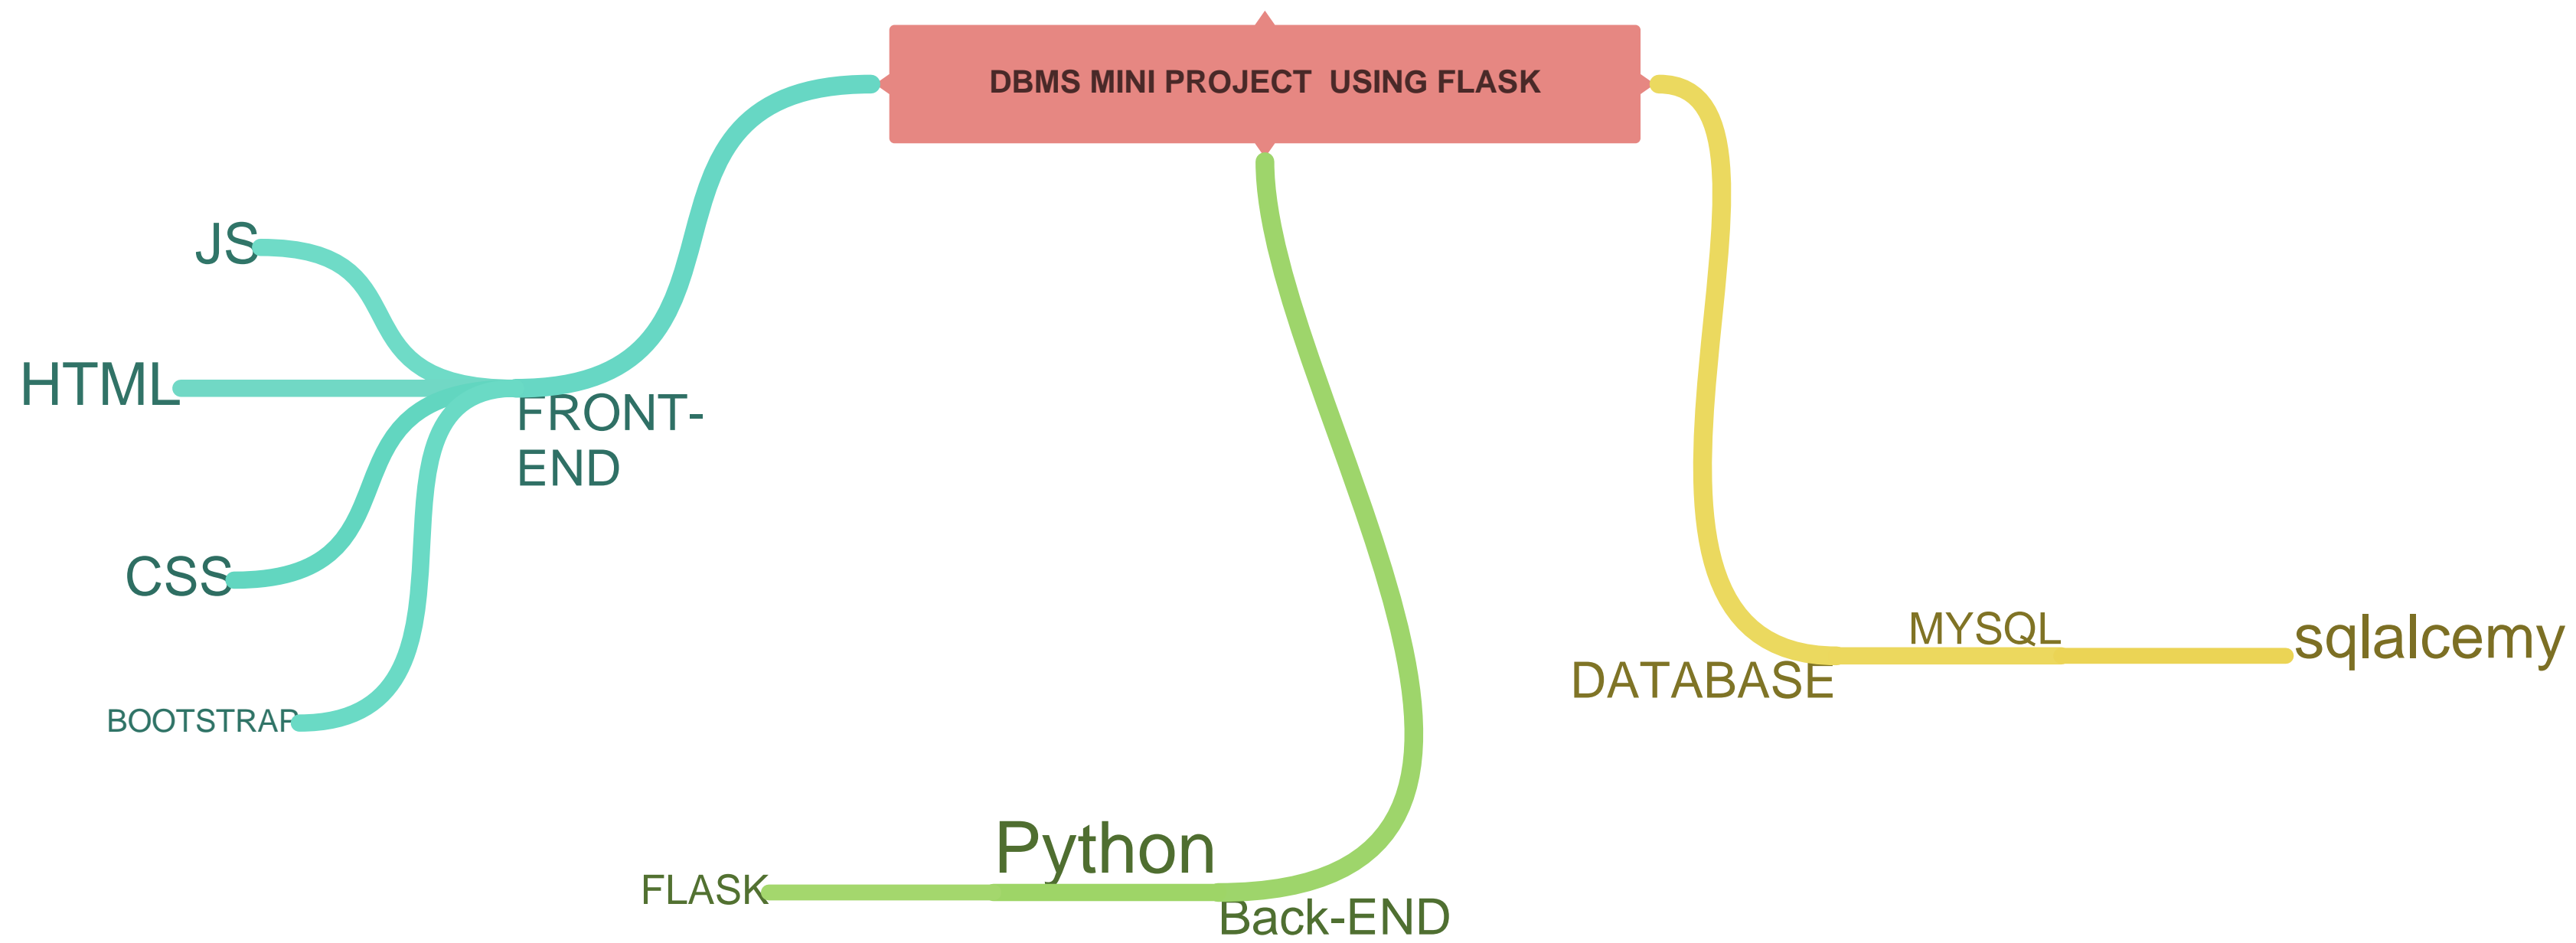 DBMS MINI PROJECT  USING FLASK
JS
HTML
FRONT-
END
CSS
BOOTSTRAP
MYSQL
sqlalcemy
DATABASE
Python
FLASK
Back-END